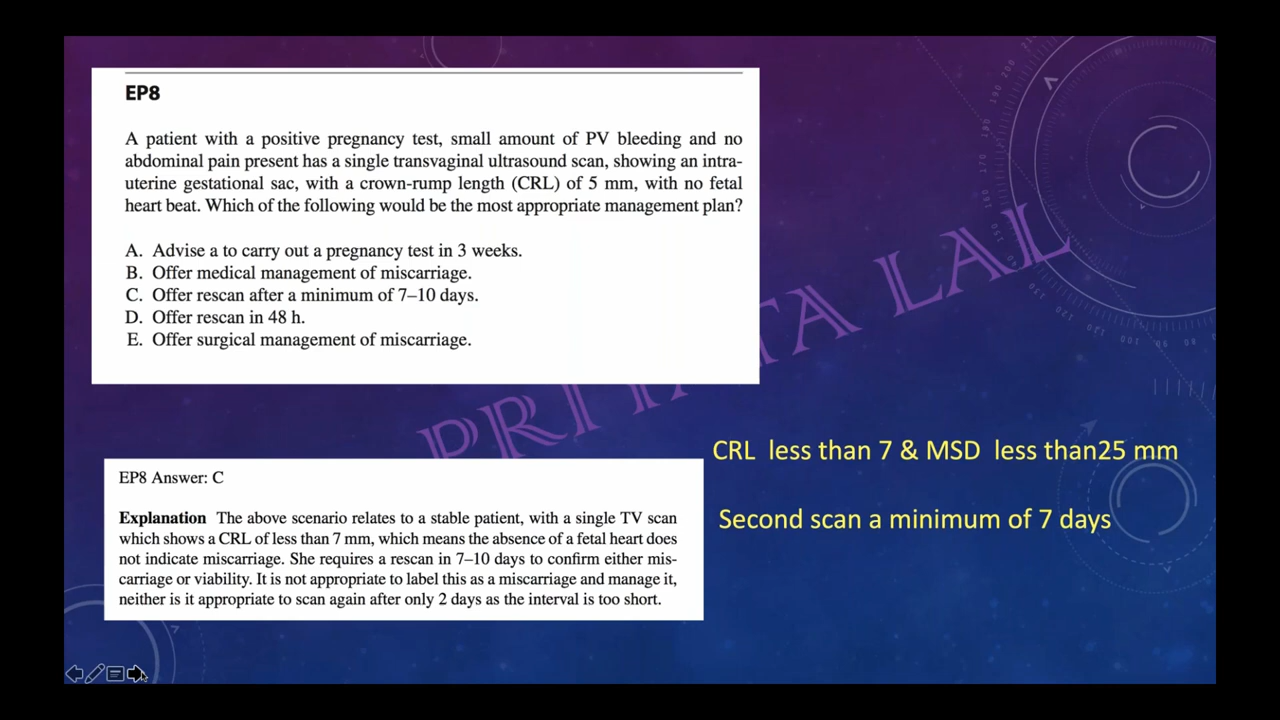 EP8
A patient with a positive pregnancy test, small amount of PV bleeding and no
abdominal pain present has a single transvaginal ultrasound scan, showing an intra-
uterine gestational sac, with a crown-rump length (CRL) of 5 mm, with no fetal
heart beat. Which of the following would be the most appropriate management plan?
A. Advise a to carry out a pregnancy test in 3 weeks.
B. Offer medical management of miscarriage.
C. Offer rescan after a minimum of 7–10 days.
D. Offer rescan in 48 h.
E. Offer surgical management of miscarriage.
LAL
CRL less than 7 & MSD less than25 mm
Second scan a minimum of 7 days
EP8 Answer: C
Explanation The above scenario relates to a stable patient, with a single TV scan
which shows a CRL of less than 7 mm, which means the absence of a fetal heart does
not indicate miscarriage. She requires a rescan in 7–10 days to confirm either mis-
carriage or viability. It is not appropriate to label this as a miscarriage and manage it,
neither is it appropriate to scan again after only 2 days as the interval is too short.